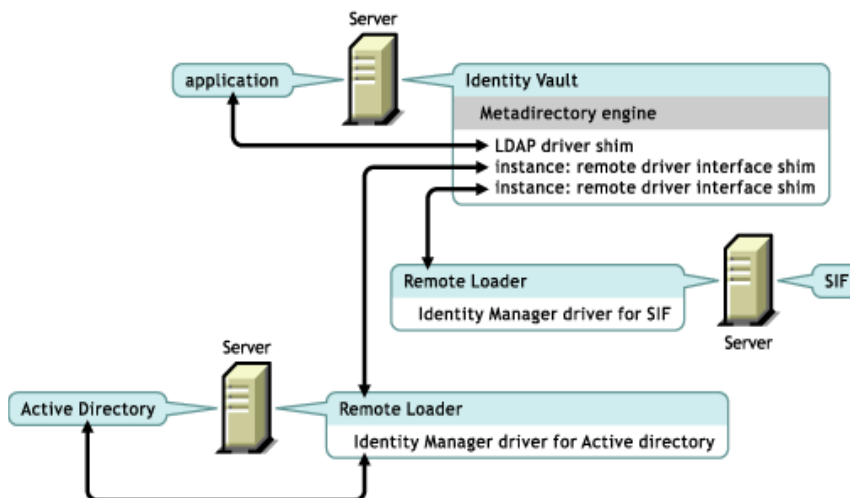 Server
application
Identity Vault
Metadirectory engine
LDAP driver shim
instance: remote driver interface shim
instance: remote driver interface shim
Remote Loader
Identity Manager driver for SIF
SIF
Server
Server
Active Directory
Remote Loader
Identity Manager driver for Active directory